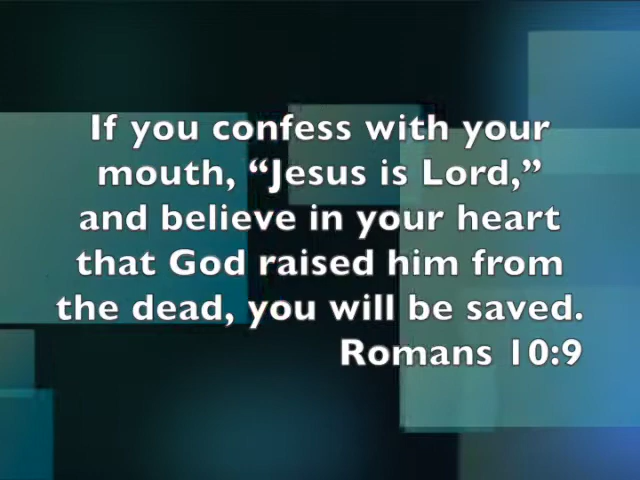 If you confess with your
mouth, “Jesus is Lord,”
and believe in your heart
that God raised him from
the dead, you will be saved.
Romans 10:9